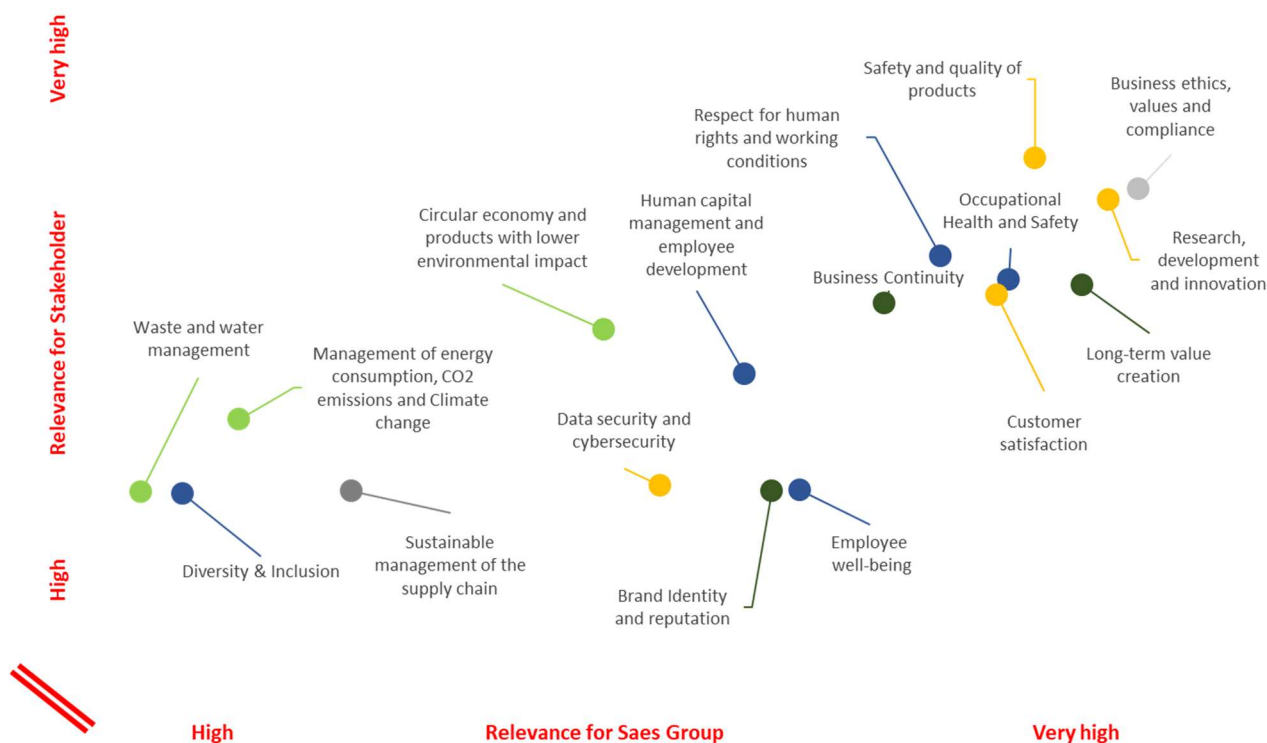 Very high
Relevance for Stakeholder
High
Safety and quality of
products
Business ethics,
values and
compliance
Respect for human
rights and working
conditions
Human capital
management and
employee
development
Occupational
Health and Safety
Circular economy and
products with lower
environmental impact
Research,
development
and innovation
Business Continuity
Waste and water
management
Management of energy
consumption, CO2
emissions and Climate
change
Long-term value
creation
Data security and
cybersecurity
Customer
satisfaction
Diversity & Inclusion
Sustainable
management of the
supply chain
Employee
well-being
Brand Identity
and reputation
High
Relevance for Saes Group
Very high